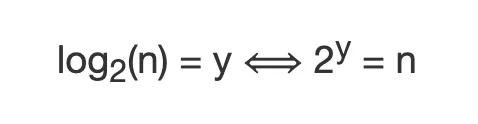 log₂(n) = y ⟺ 2ʸ = n